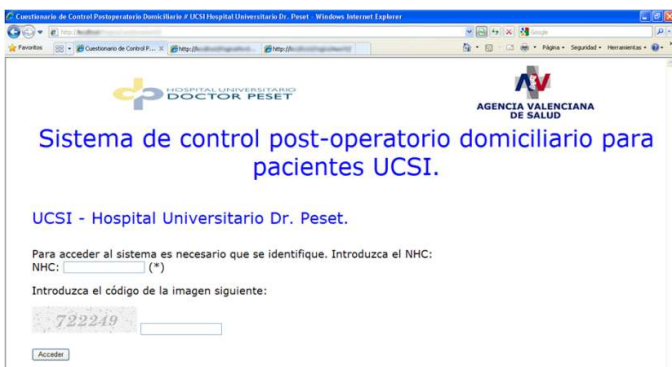 Cuestionario de Control Postoperatorio Domiciliario # UCSI Hospital Universitario Dr. Peset - Windows Internet Explorer
http://
Google
Favoritos Cuestionario de Control P... http:// http:// Página Seguridad Herramientas
HOSPITAL UNIVERSITARIO
DOCTOR PESET
AGENCIA VALENCIANA
DE SALUD
Sistema de control post-operatorio domiciliario para
pacientes UCSI.
UCSI - Hospital Universitario Dr. Peset.
Para acceder al sistema es necesario que se identifique. Introduzca el NHC:
NHC: (*)
Introduzca el código de la imagen siguiente:
722249
Acceder